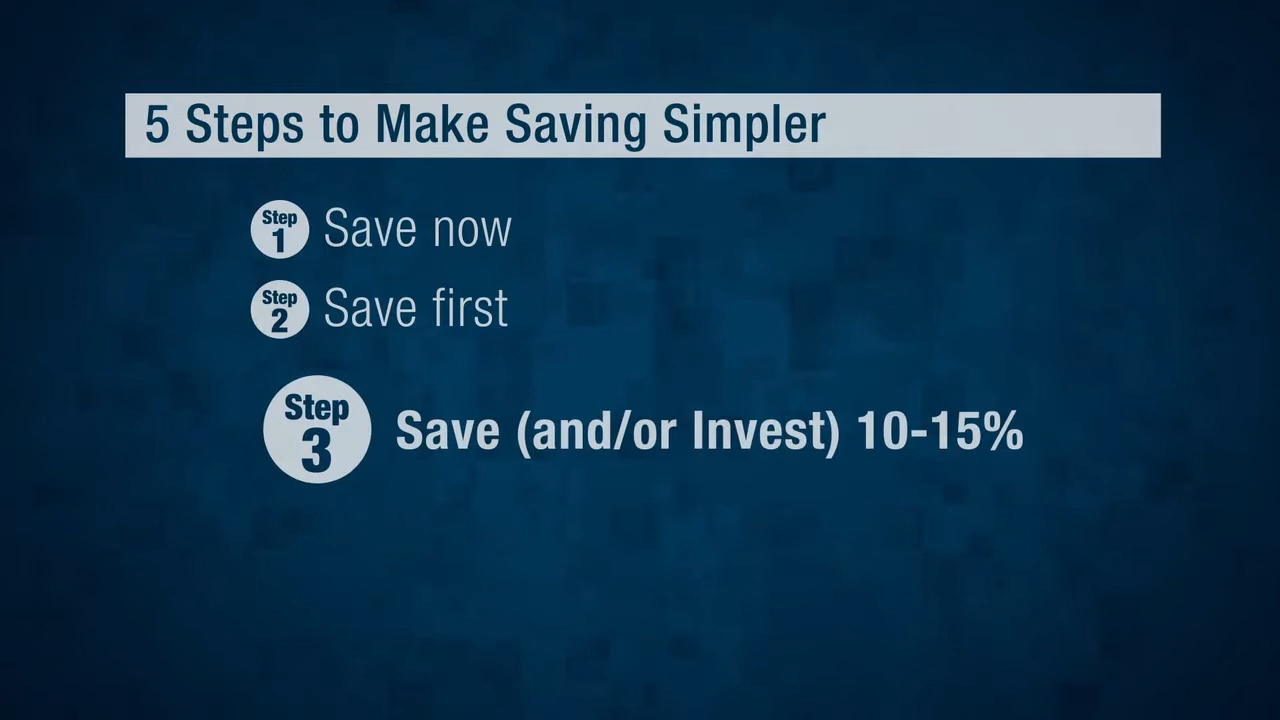 5 Steps to Make Saving Simpler
Step
1
Save now
Step
2
Save first
Step
3
Save (and/or Invest) 10-15%